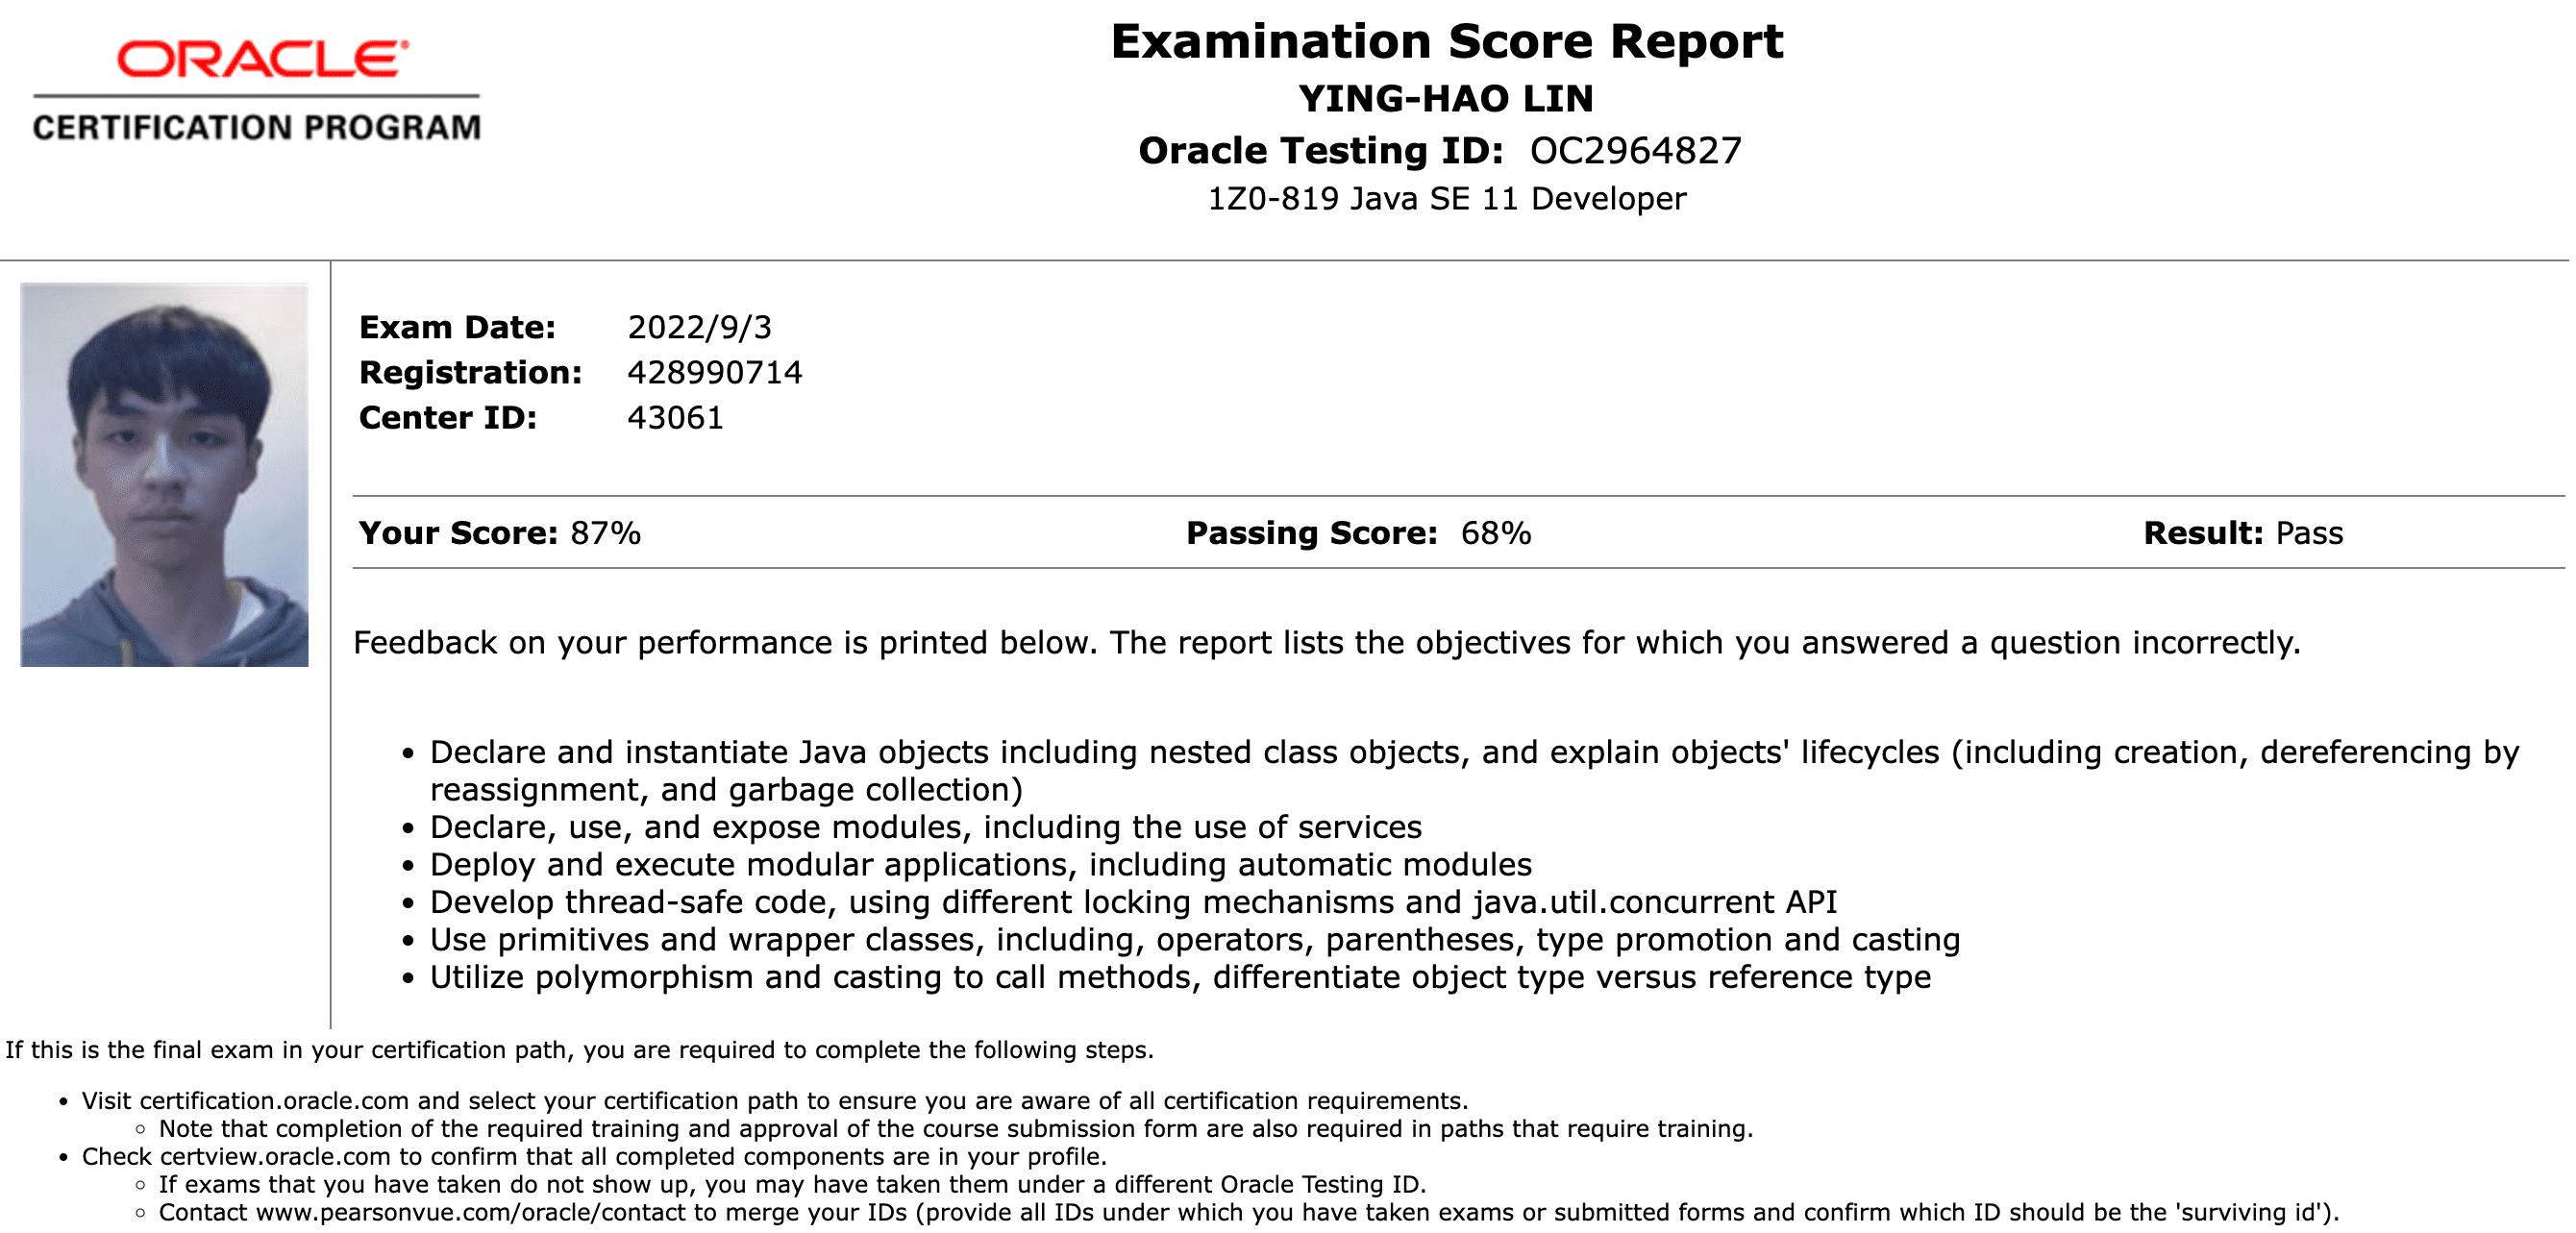 ORACLE
CERTIFICATION PROGRAM
Examination Score Report
YING-HAO LIN
Oracle Testing ID: OC2964827
1Z0-819 Java SE 11 Developer
Exam Date: 2022/9/3
Registration: 428990714
Center ID: 43061
Your Score: 87% Passing Score: 68% Result: Pass
Feedback on your performance is printed below. The report lists the objectives for which you answered a question incorrectly.
• Declare and instantiate Java objects including nested class objects, and explain objects' lifecycles (including creation, dereferencing by
reassignment, and garbage collection)
• Declare, use, and expose modules, including the use of services
• Deploy and execute modular applications, including automatic modules
• Develop thread-safe code, using different locking mechanisms and java.util.concurrent API
• Use primitives and wrapper classes, including, operators, parentheses, type promotion and casting
• Utilize polymorphism and casting to call methods, differentiate object type versus reference type
If this is the final exam in your certification path, you are required to complete the following steps.
• Visit certification.oracle.com and select your certification path to ensure you are aware of all certification requirements.
◦ Note that completion of the required training and approval of the course submission form are also required in paths that require training.
• Check certview.oracle.com to confirm that all completed components are in your profile.
◦ If exams that you have taken do not show up, you may have taken them under a different Oracle Testing ID.
◦ Contact www.pearsonvue.com/oracle/contact to merge your IDs (provide all IDs under which you have taken exams or submitted forms and confirm which ID should be the 'surviving id').